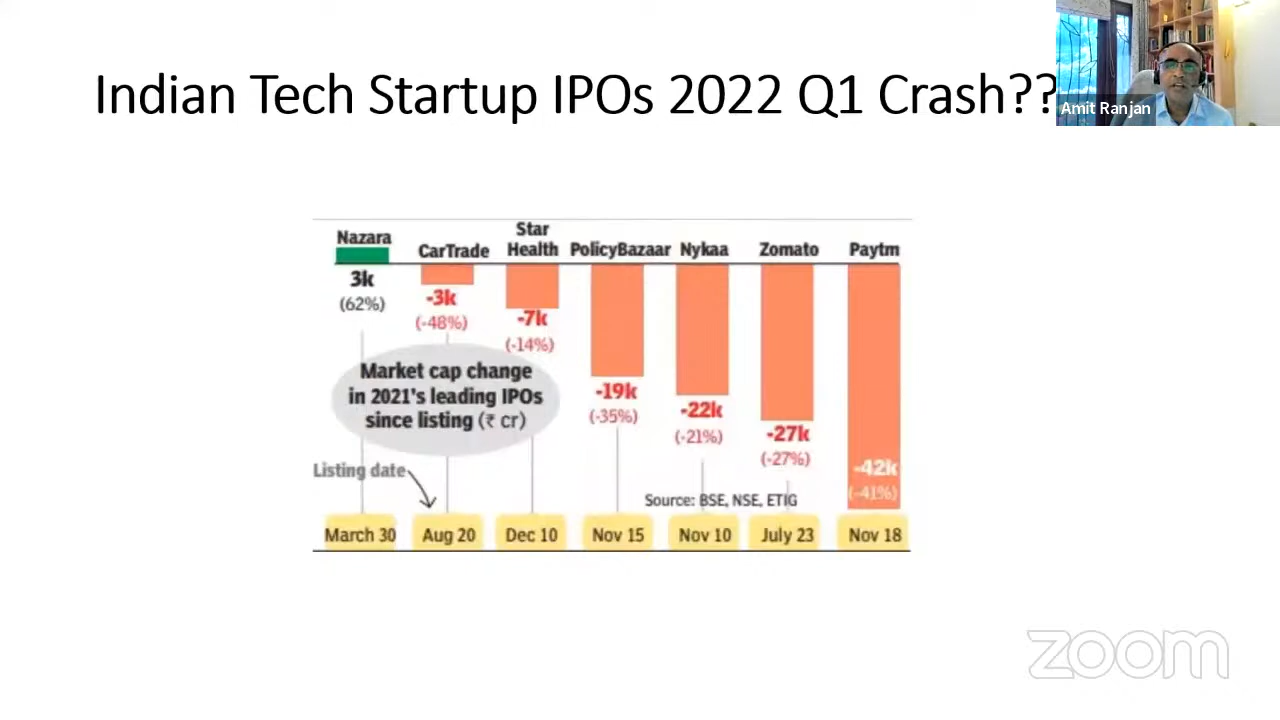 Indian Tech Startup IPOs 2022 Q1 Crash??
Amit Ranjan
Nazara
CarTrade
Star
Health
PolicyBazaar
Nykaa
Zomato
Paytm
3k
(62%)
-3k
(-48%)
-7k
(-14%)
-19k
(-35%)
-22k
(-21%)
-27k
(-27%)
-42k
(-41%)
Market cap change
in 2021's leading IPOs
since listing (₹ cr)
Listing date
Source: BSE, NSE, ETIG
March 30
Aug 20
Dec 10
Nov 15
Nov 10
July 23
Nov 18
zoom